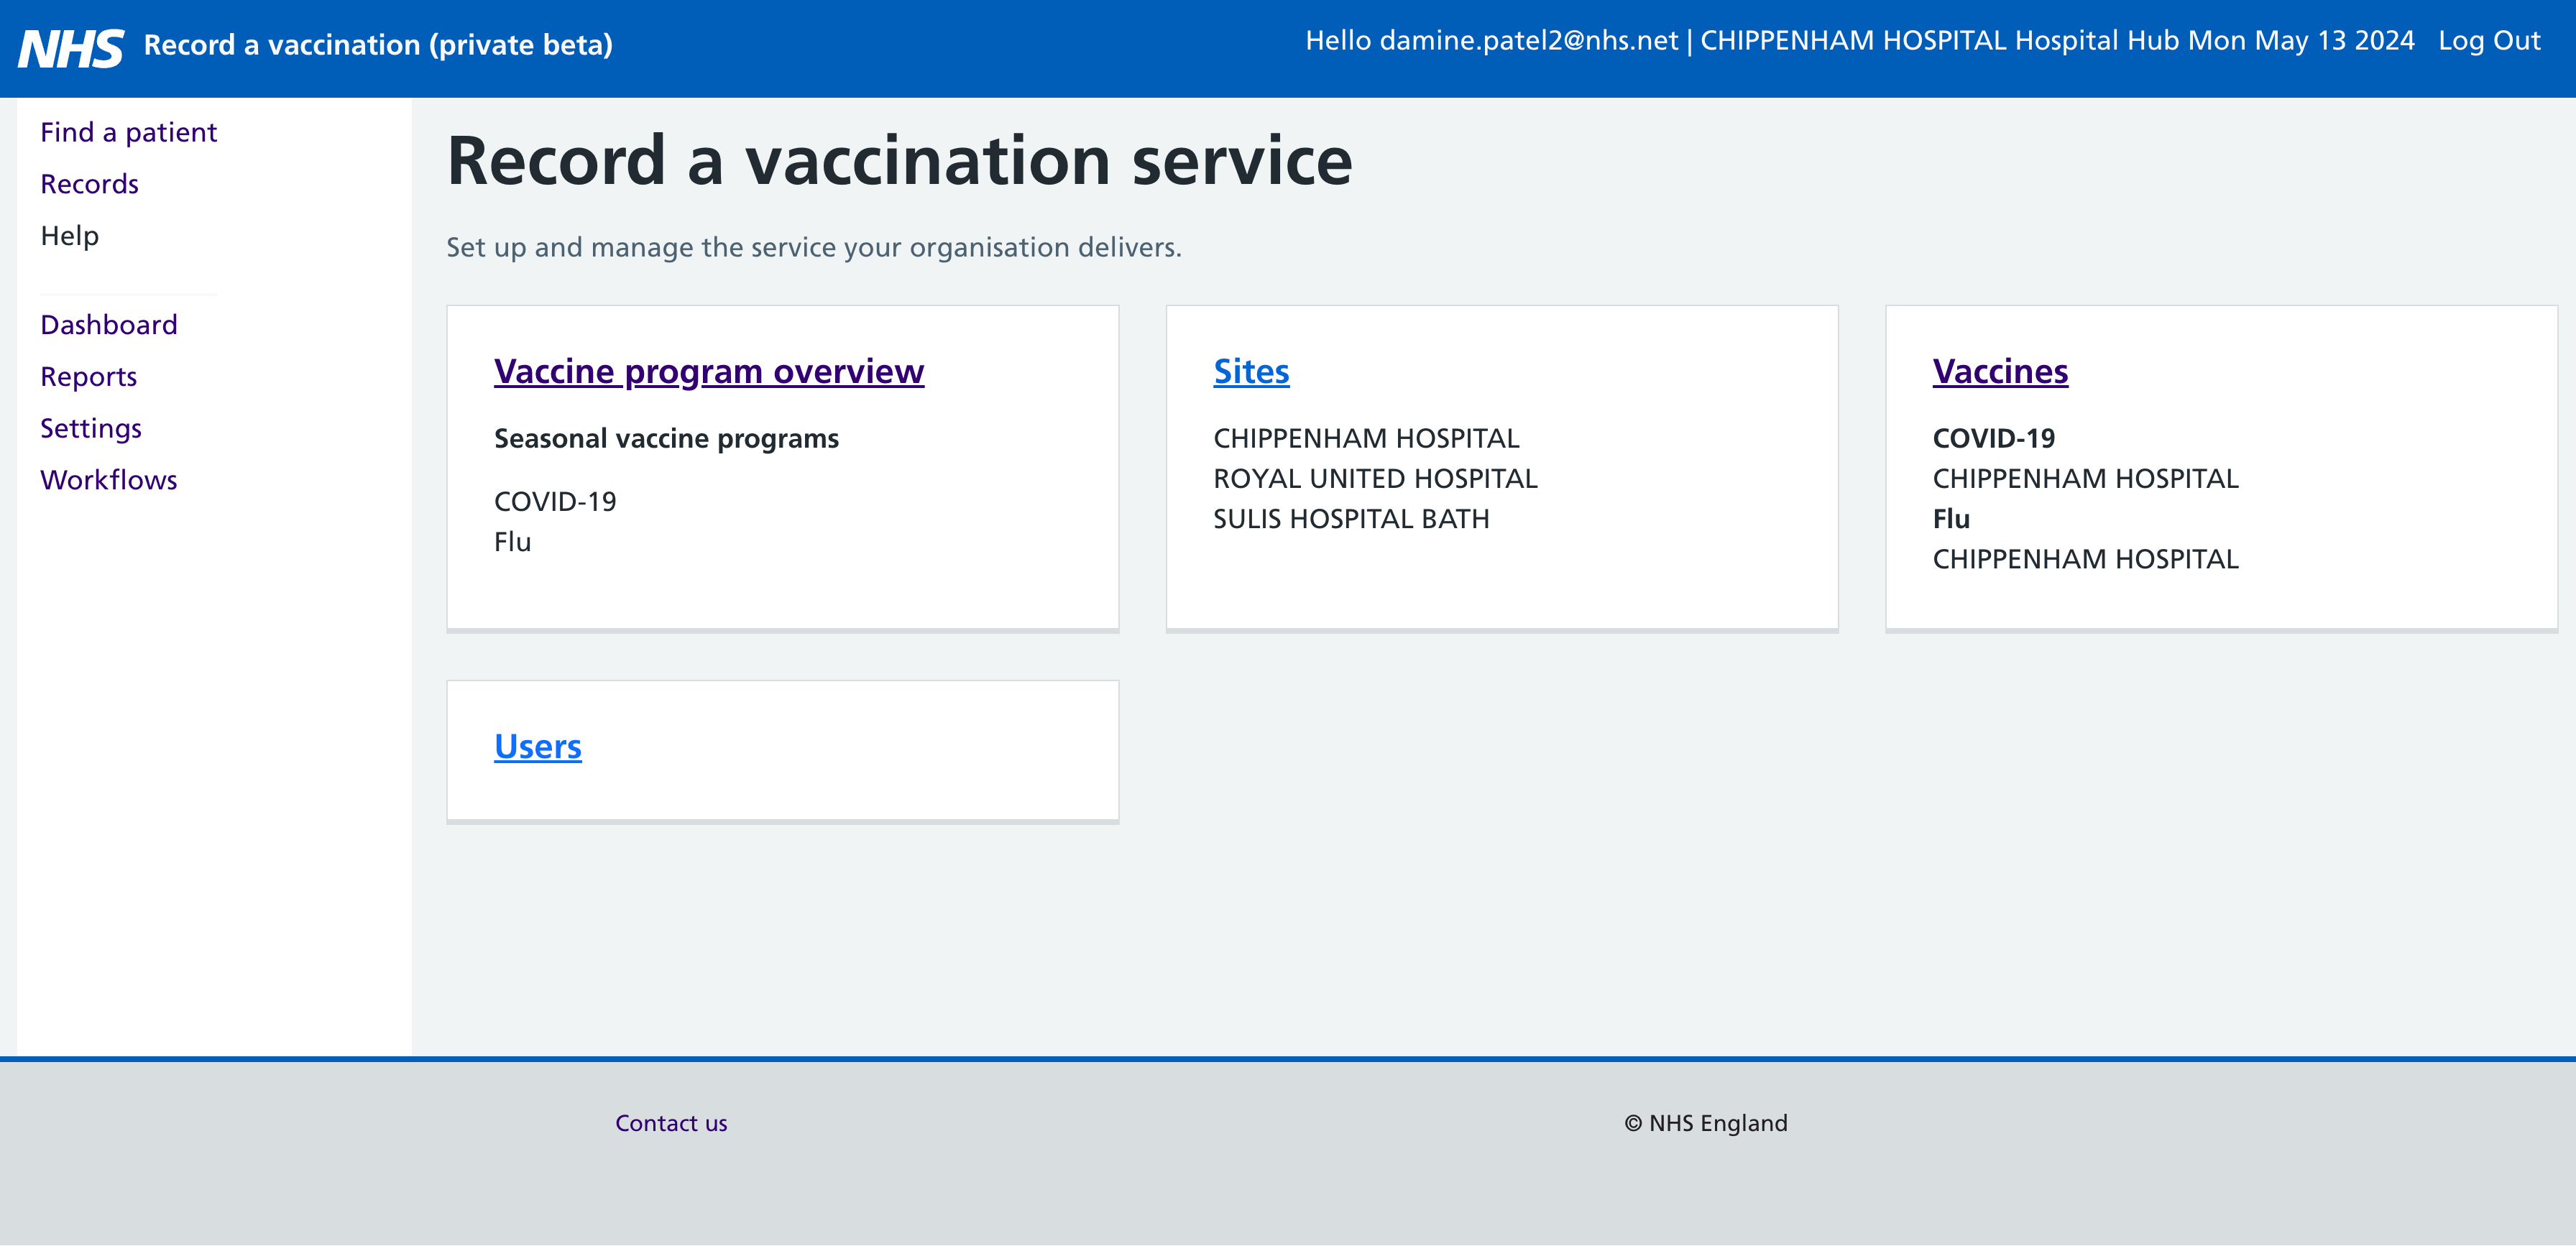 NHS Record a vaccination (private beta)
Hello damine.patel2@nhs.net | CHIPPENHAM HOSPITAL Hospital Hub Mon May 13 2024 Log Out
Find a patient
Records
Help
Dashboard
Reports
Settings
Workflows
Record a vaccination service
Set up and manage the service your organisation delivers.
Vaccine program overview
Seasonal vaccine programs
COVID-19
Flu
Sites
CHIPPENHAM HOSPITAL
ROYAL UNITED HOSPITAL
SULIS HOSPITAL BATH
Vaccines
COVID-19
CHIPPENHAM HOSPITAL
Flu
CHIPPENHAM HOSPITAL
Users
Contact us
© NHS England